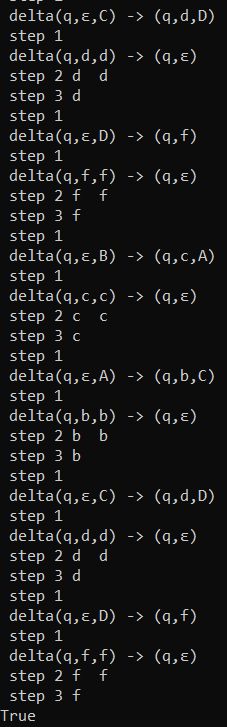 step 1
delta(q,ε,C) -> (q,d,D)
step 1
delta(q,d,d) -> (q,ε)
step 2 d  d
step 3 d
step 1
delta(q,ε,D) -> (q,f)
step 1
delta(q,f,f) -> (q,ε)
step 2 f  f
step 3 f
step 1
delta(q,ε,B) -> (q,c,A)
step 1
delta(q,c,c) -> (q,ε)
step 2 c  c
step 3 c
step 1
delta(q,ε,A) -> (q,b,C)
step 1
delta(q,b,b) -> (q,ε)
step 2 b  b
step 3 b
step 1
delta(q,ε,C) -> (q,d,D)
step 1
delta(q,d,d) -> (q,ε)
step 2 d  d
step 3 d
step 1
delta(q,ε,D) -> (q,f)
step 1
delta(q,f,f) -> (q,ε)
step 2 f  f
step 3 f
True